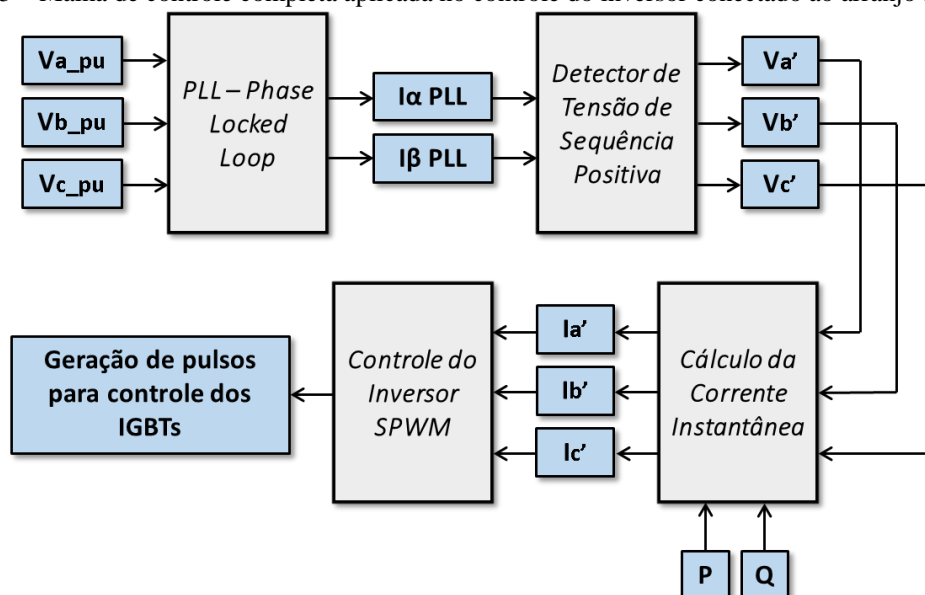 Malha de controle completa aplicada no controle do inversor conectado ao arranjo
Va_pu
Vb_pu
Vc_pu
PLL – Phase
Locked
Loop
Iα PLL
Iβ PLL
Detector de
Tensão de
Sequência
Positiva
Va’
Vb’
Vc’
Geração de pulsos
para controle dos
IGBTs
Controle do
Inversor
SPWM
Ia’
Ib’
Ic’
Cálculo da
Corrente
Instantânea
P
Q